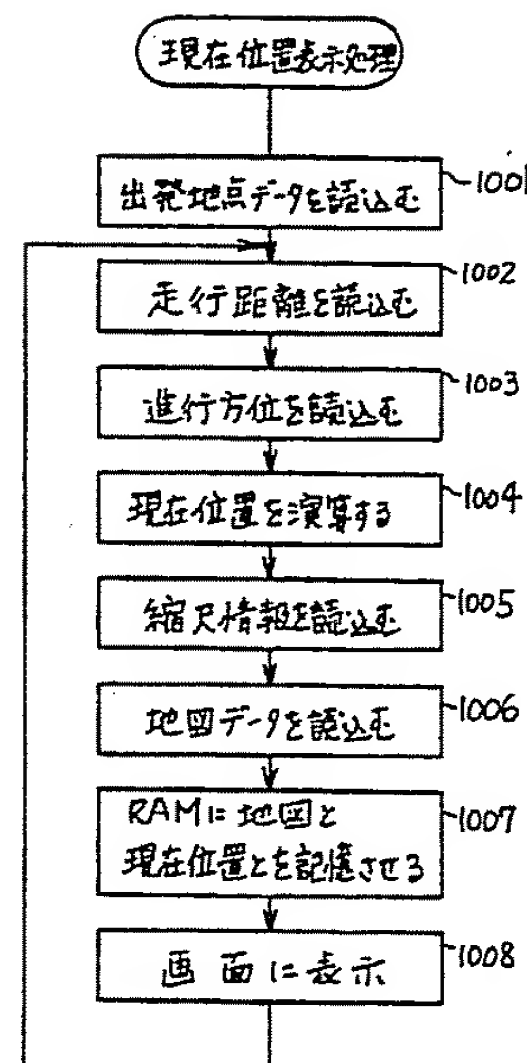 現在位置表示処理
出発地点データを読込む
1001
走行距離を読込む
1002
進行方位を読込む
1003
現在位置を演算する
1004
縮尺情報を読込む
1005
地図データを読込む
1006
RAMに地図と
現在位置とを記憶させる
1007
画面に表示
1008